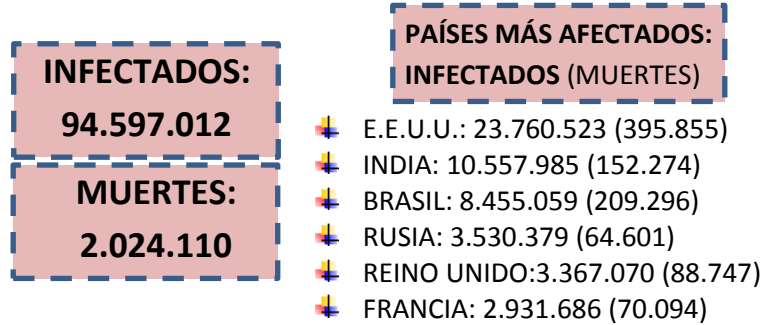 INFECTADOS:
94.597.012
MUERTES:
2.024.110
PAÍSES MÁS AFECTADOS:
INFECTADOS (MUERTES)
E.E.U.U.: 23.760.523 (395.855)
INDIA: 10.557.985 (152.274)
BRASIL: 8.455.059 (209.296)
RUSIA: 3.530.379 (64.601)
REINO UNIDO:3.367.070 (88.747)
FRANCIA: 2.931.686 (70.094)